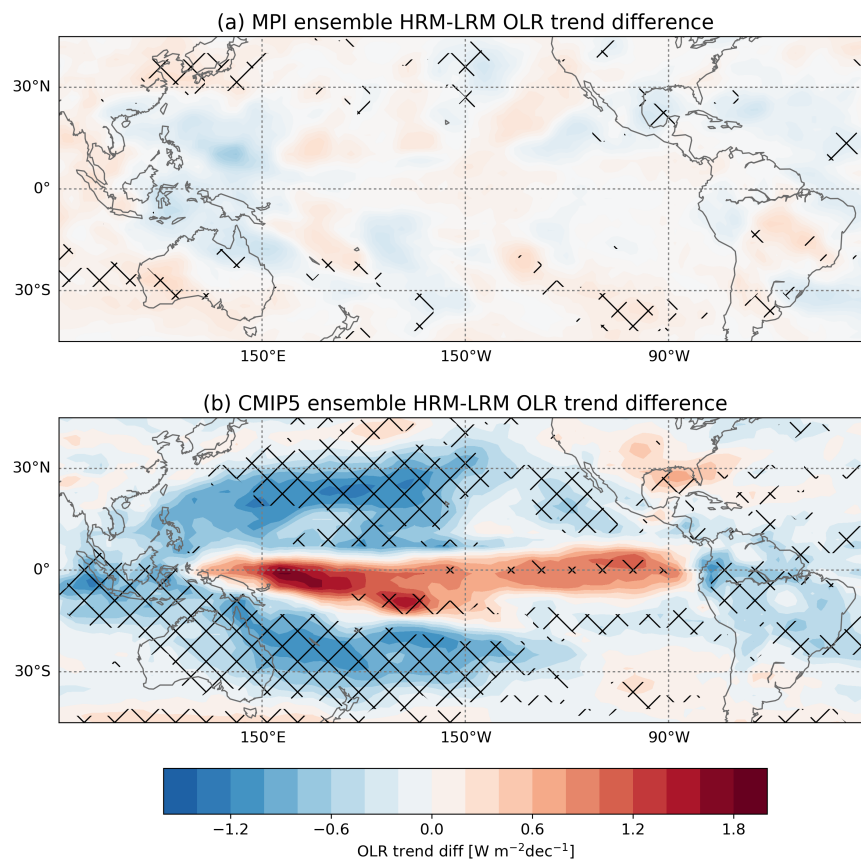 (a) MPI ensemble HRM-LRM OLR trend difference
30°N
0°
30°S
150°E 150°W 90°W
(b) CMIP5 ensemble HRM-LRM OLR trend difference
30°N
0°
30°S
150°E 150°W 90°W
−1.2 −0.6 0.0 0.6 1.2 1.8
OLR trend diff [W m⁻²dec⁻¹]